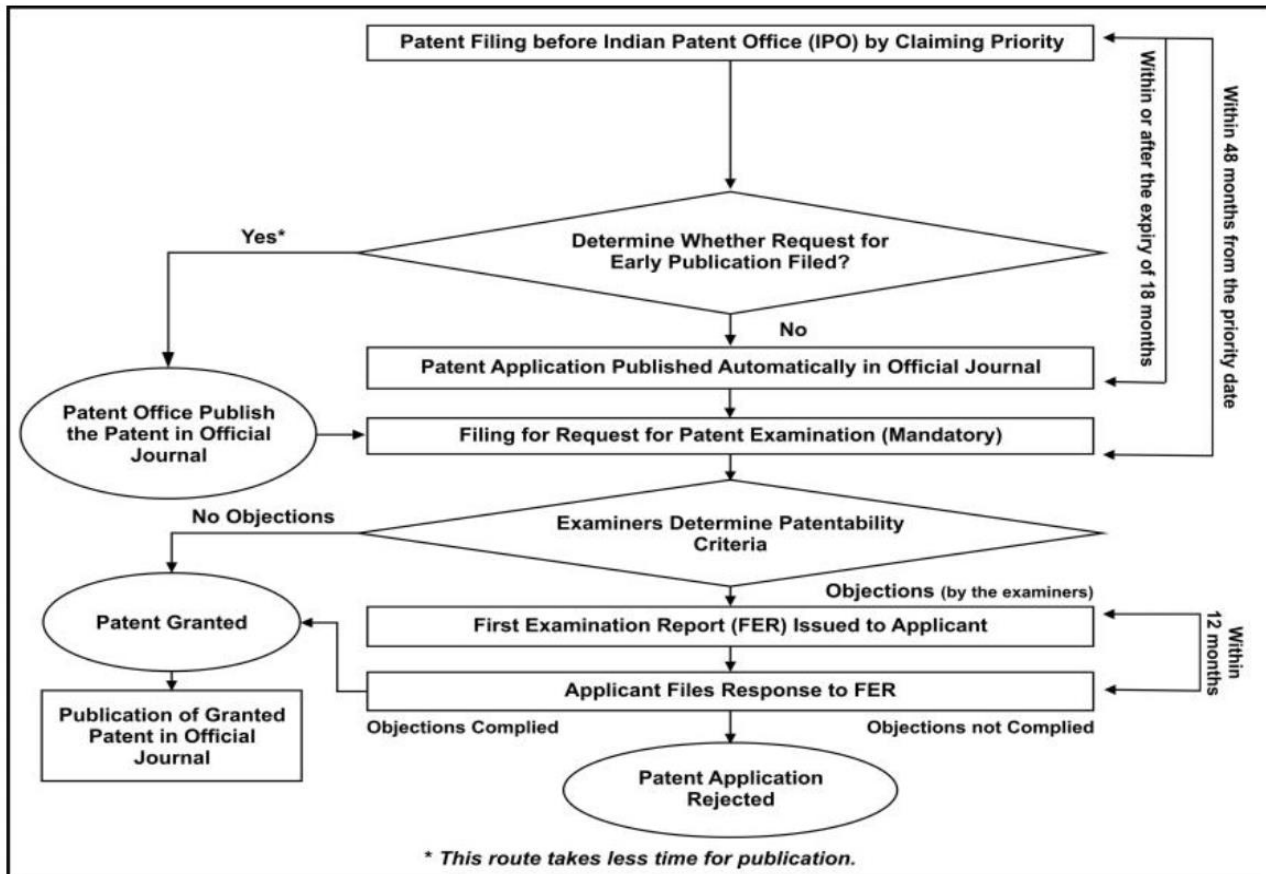 Patent Filing before Indian Patent Office (IPO) by Claiming Priority
Within or after the expiry of 18 months
Within 48 months from the priority date
Yes*
Determine Whether Request for
Early Publication Filed?
No
Patent Application Published Automatically in Official Journal
Patent Office Publish
the Patent in Official
Journal
Filing for Request for Patent Examination (Mandatory)
No Objections
Examiners Determine Patentability
Criteria
Objections (by the examiners)
Patent Granted
First Examination Report (FER) Issued to Applicant
Within
12 months
Applicant Files Response to FER
Publication of Granted
Patent in Official
Journal
Objections Complied
Objections not Complied
Patent Application
Rejected
* This route takes less time for publication.